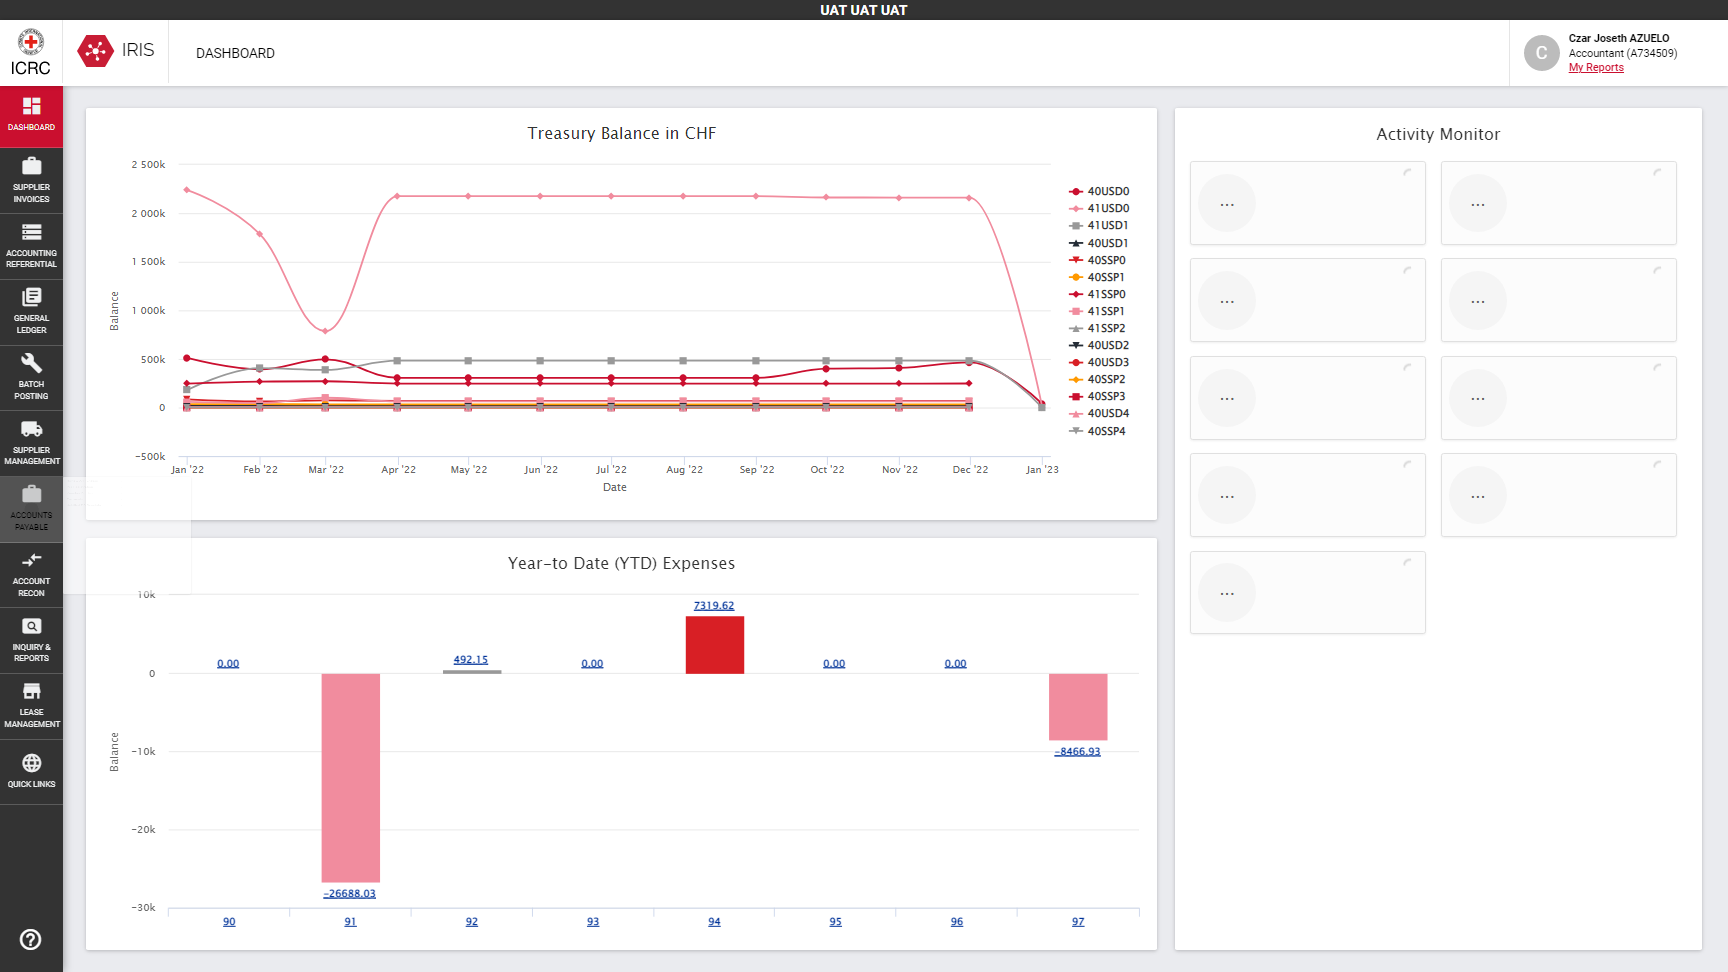 UAT UAT UAT
ICRC
IRIS
DASHBOARD
Czar Joseth AZUELO
Accountant (A734509)
My Reports
DASHBOARD
SUPPLIER
INVOICES
ACCOUNTING
REFERENTIAL
GENERAL
LEDGER
BATCH
POSTING
SUPPLIER
MANAGEMENT
ACCOUNTS
PAYABLE
ACCOUNT
RECON
INQUIRY &
REPORTS
LEASE
MANAGEMENT
QUICK LINKS
Treasury Balance in CHF
Balance
2 500k
2 000k
1 500k
1 000k
500k
0
−500k
Jan '22
Feb '22
Mar '22
Apr '22
May '22
Jun '22
Jul '22
Aug '22
Sep '22
Oct '22
Nov '22
Dec '22
Jan '23
Date
40USD0
41USD0
41USD1
40USD1
40SSP0
40SSP1
41SSP0
41SSP1
41SSP2
40USD2
40USD3
40SSP2
40SSP3
40USD4
40SSP4
Year-to Date (YTD) Expenses
Balance
10k
0
−10k
−20k
−30k
0.00
−26688.03
492.15
0.00
7319.62
0.00
0.00
−8466.93
90
91
92
93
94
95
96
97
Activity Monitor
...
...
...
...
...
...
...
...
...
C
?